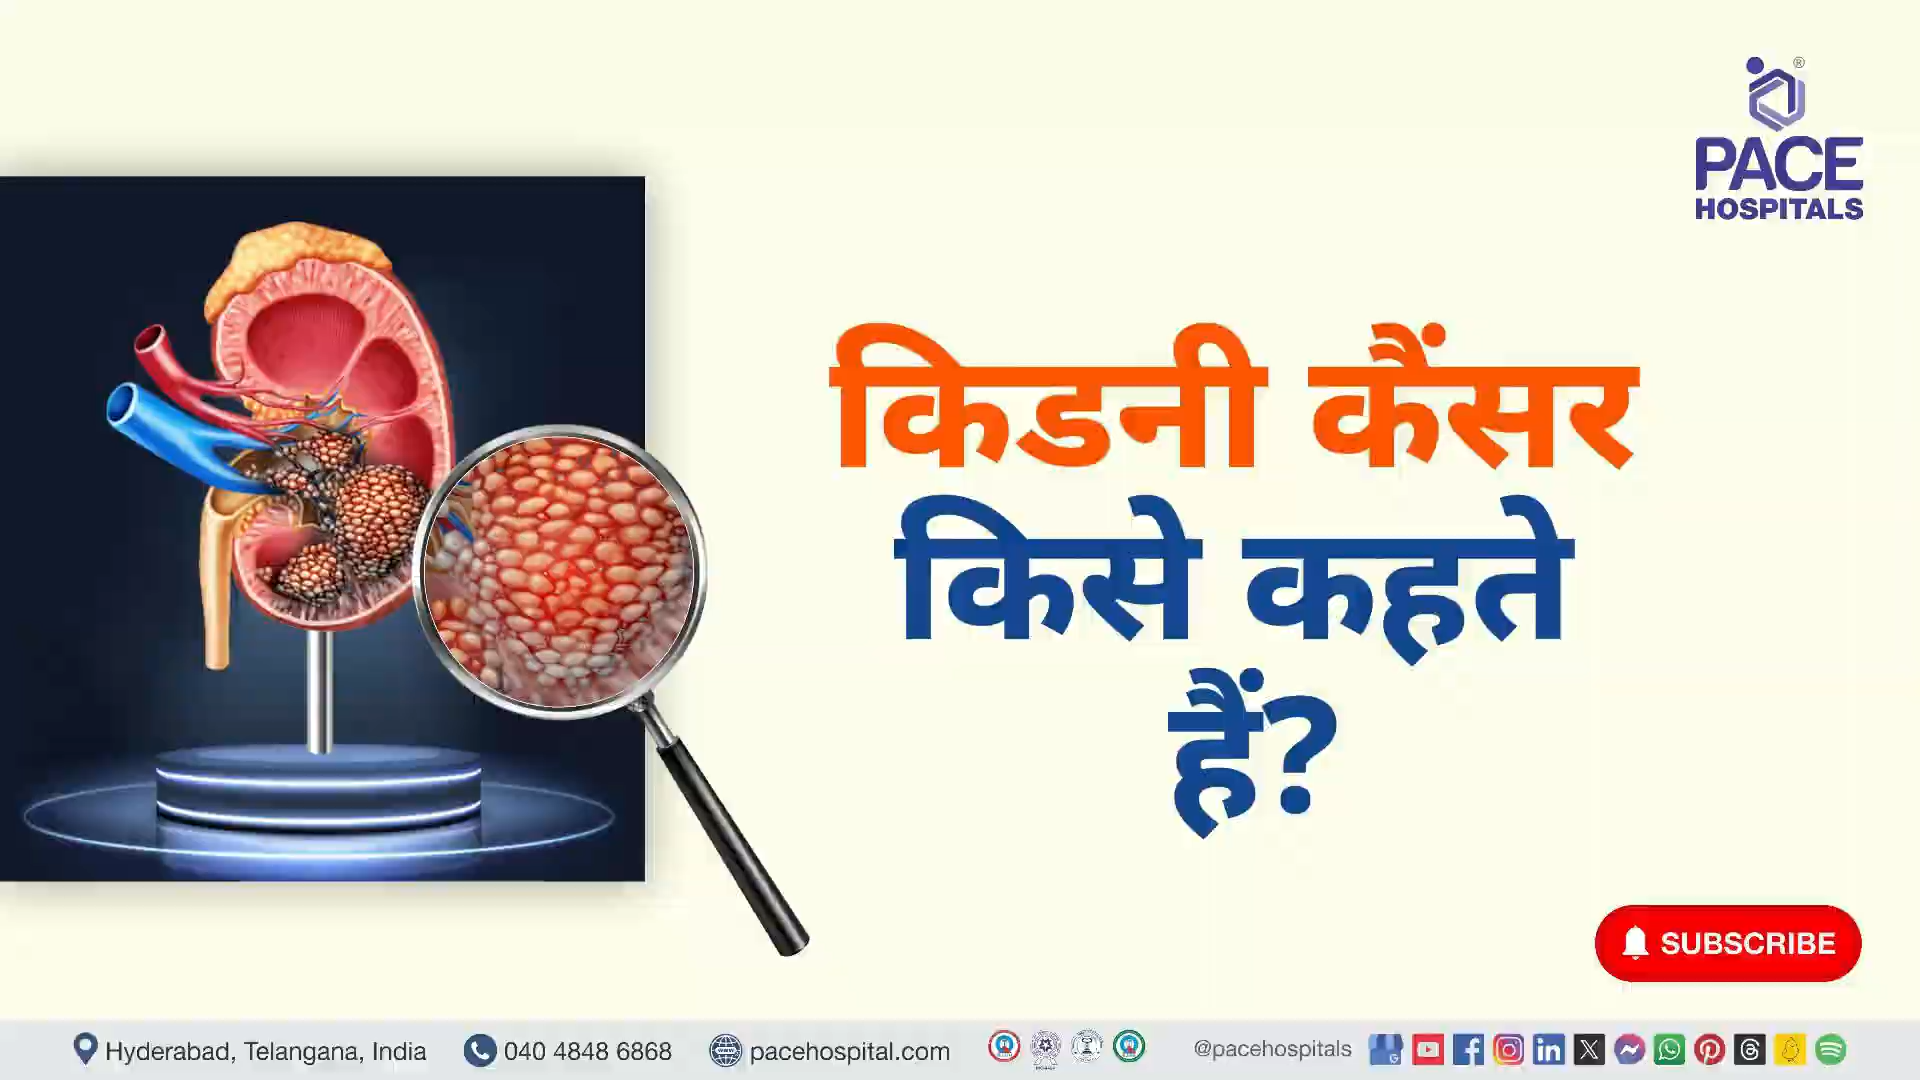 PACE
HOSPITALS
किडनी कैंसर
किसे कहते
हैं?
SUBSCRIBE
Hyderabad, Telangana, India 040 4848 6868 pacehospital.com @pacehospitals